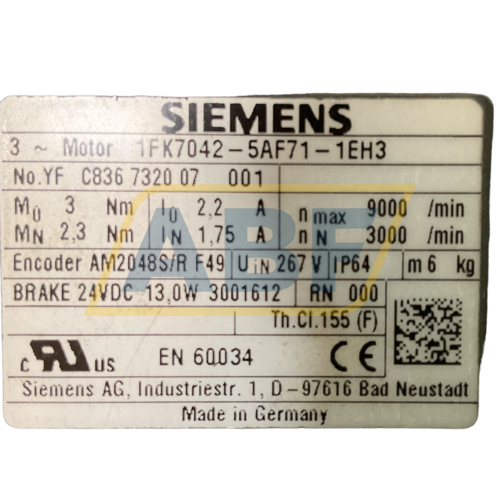 SIEMENS
3 ~ Motor 1FK7042-5AF71-1EH3
No.YF C836 7320 07 001
M0 3 Nm I0 2,2 A n max 9000 /min
MN 2,3 Nm IN 1,75 A n N 3000 /min
Encoder AM2048S/R F49 UIN 267 V IP64 m 6 kg
BRAKE 24VDC 13,0W 3001612 RN 000
Th.Cl.155 (F)
c RU US EN 60034 CE
Siemens AG, Industriestr. 1, D-97616 Bad Neustadt
Made in Germany
ABF